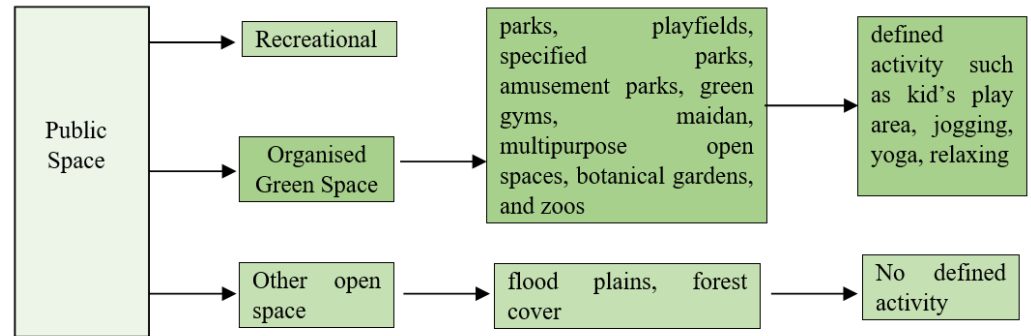 Public
Space
Recreational
Organised
Green Space
parks, playfields,
specified parks,
amusement parks, green
gyms, maidan,
multipurpose open
spaces, botanical gardens,
and zoos
defined
activity such
as kid's play
area, jogging,
yoga, relaxing
Other open
space
flood plains, forest
cover
No defined
activity